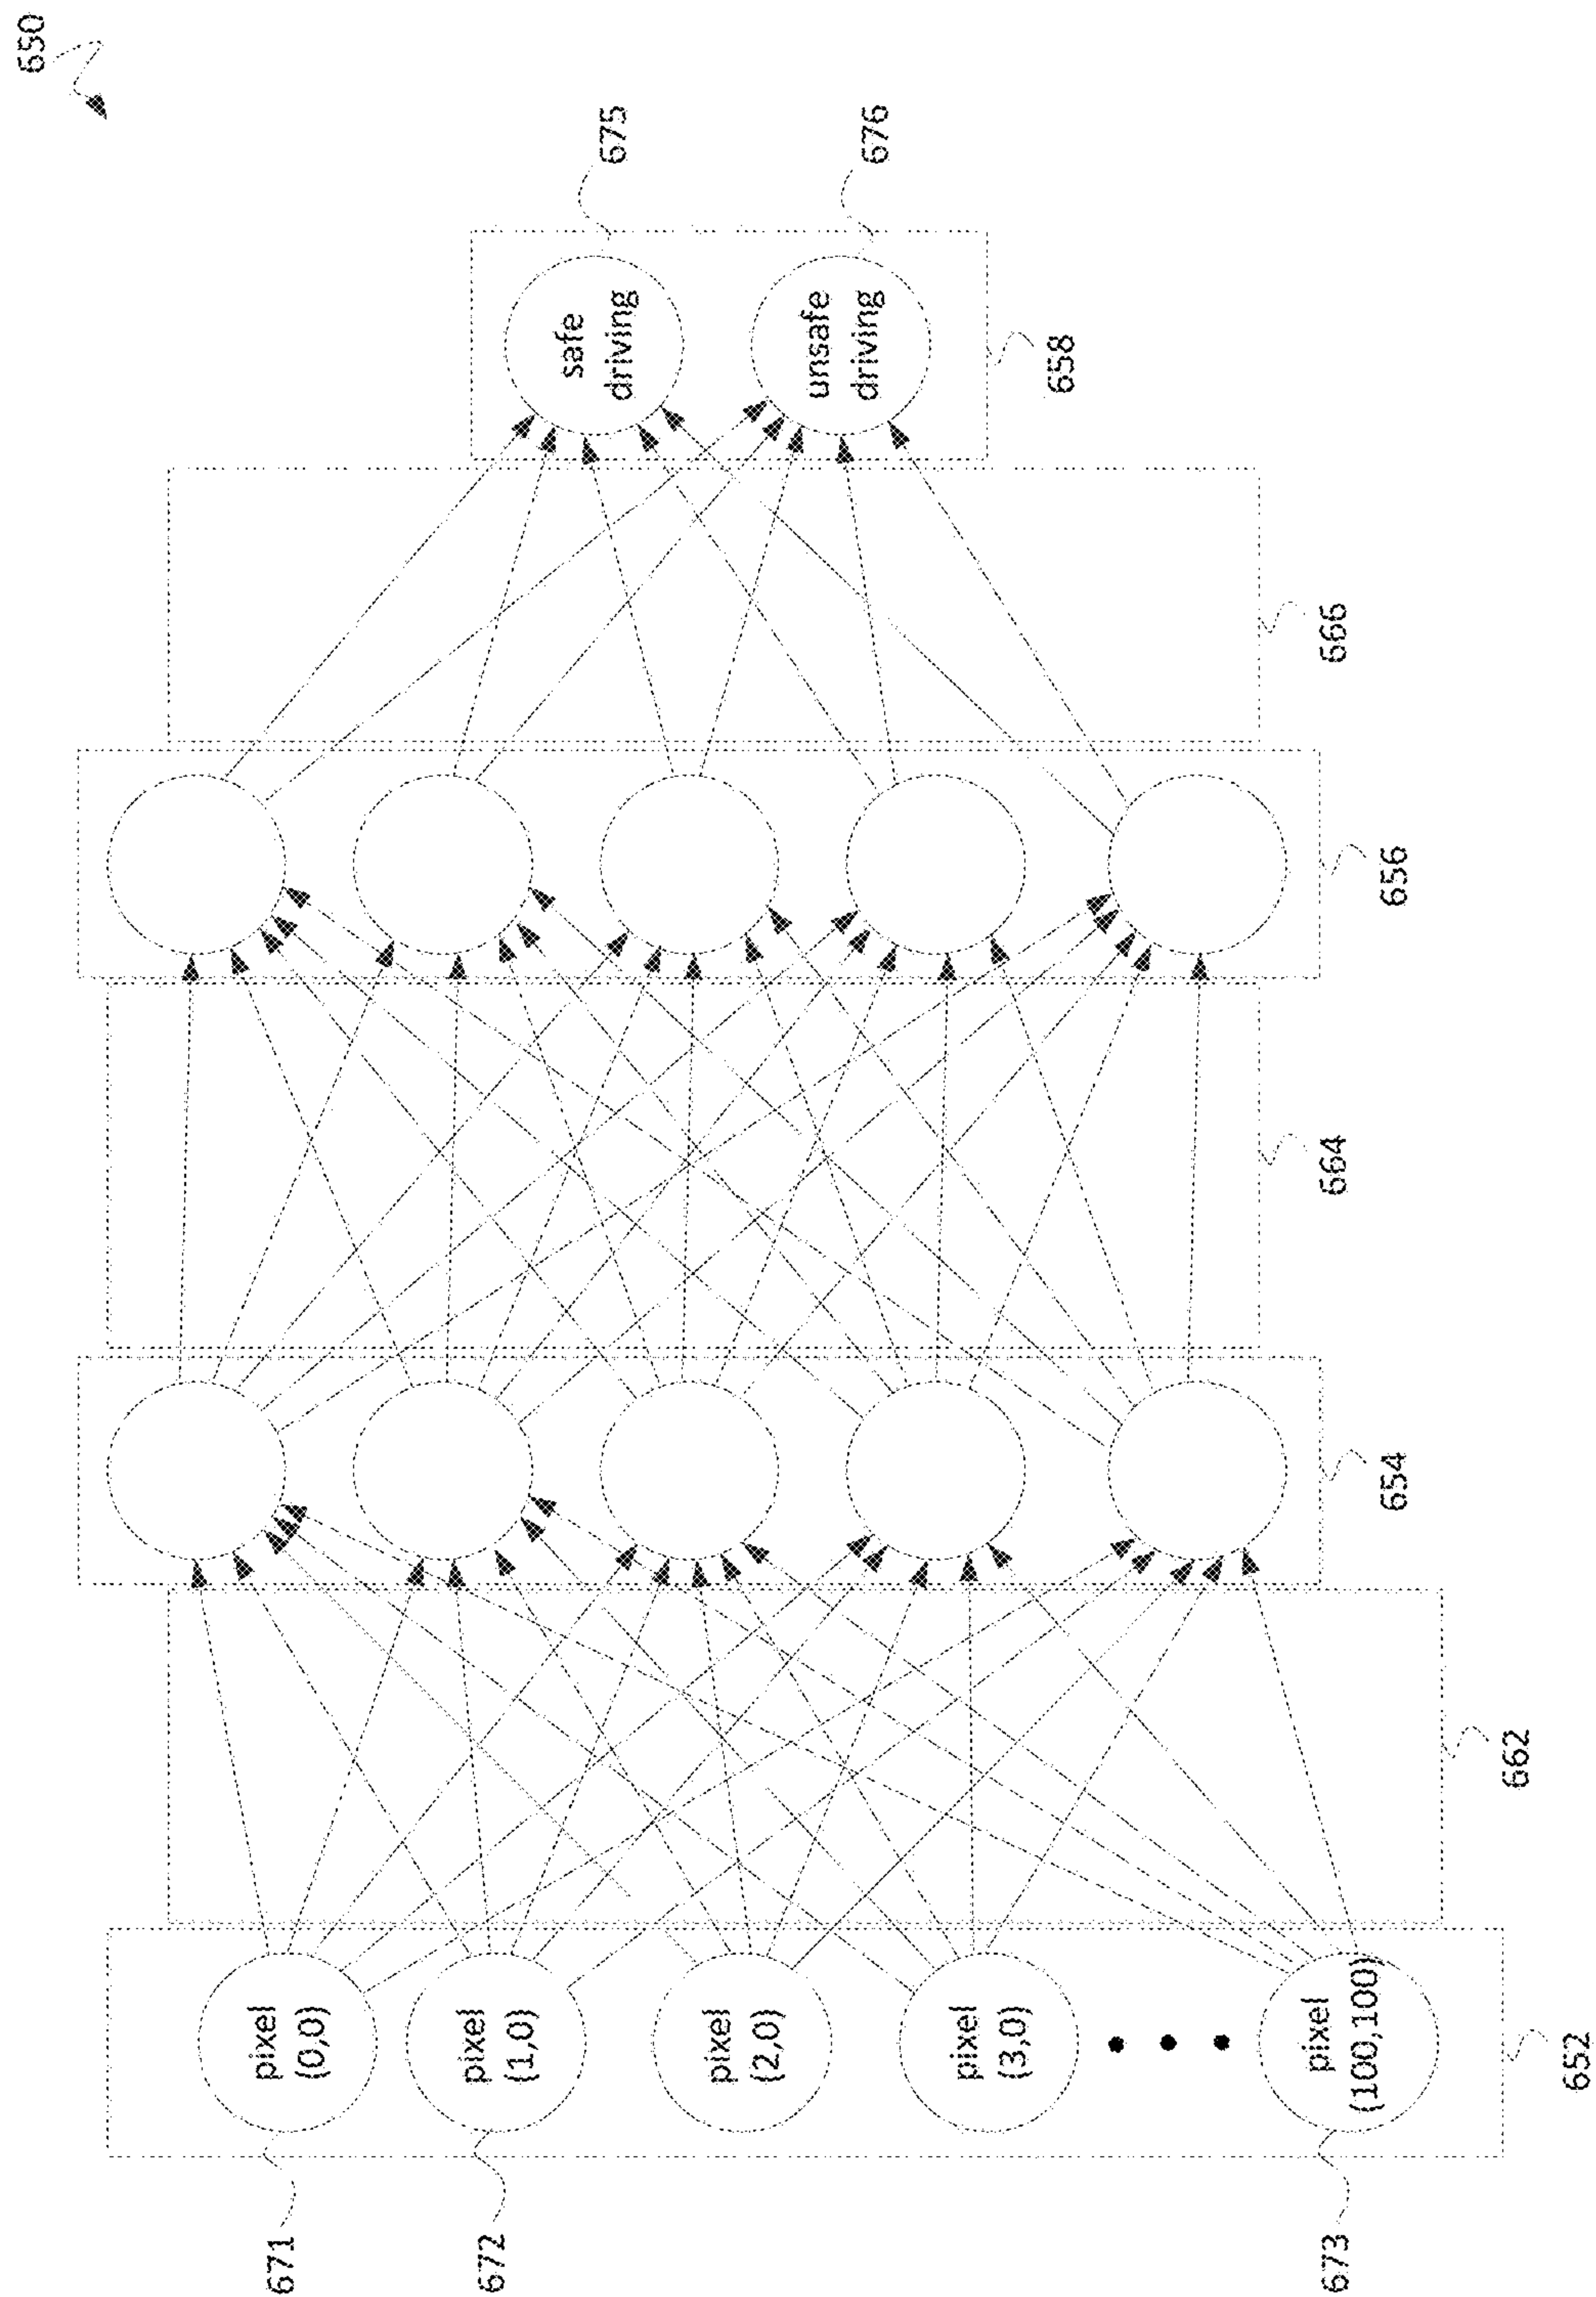 650
671
pixel
(0,0)
672
pixel
(1,0)
pixel
(2,0)
pixel
(3,0)
673
pixel
(100,100)
652
662
654
664
656
666
safe
driving
675
unsafe
driving
676
658